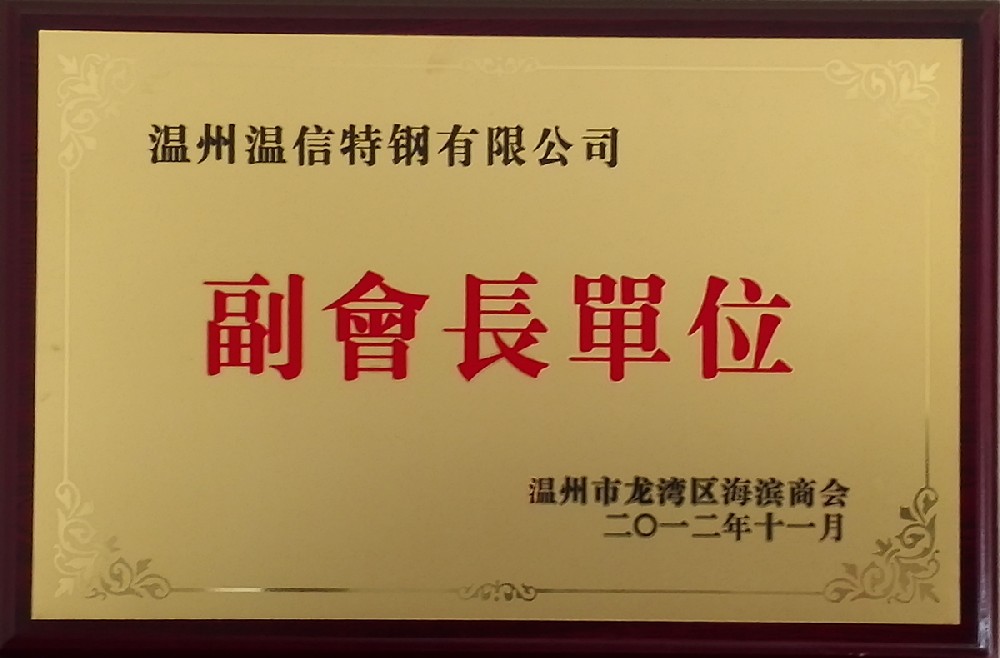 温州温信特钢有限公司
副會長單位
温州市龙湾区海滨商会
二〇一二年十一月